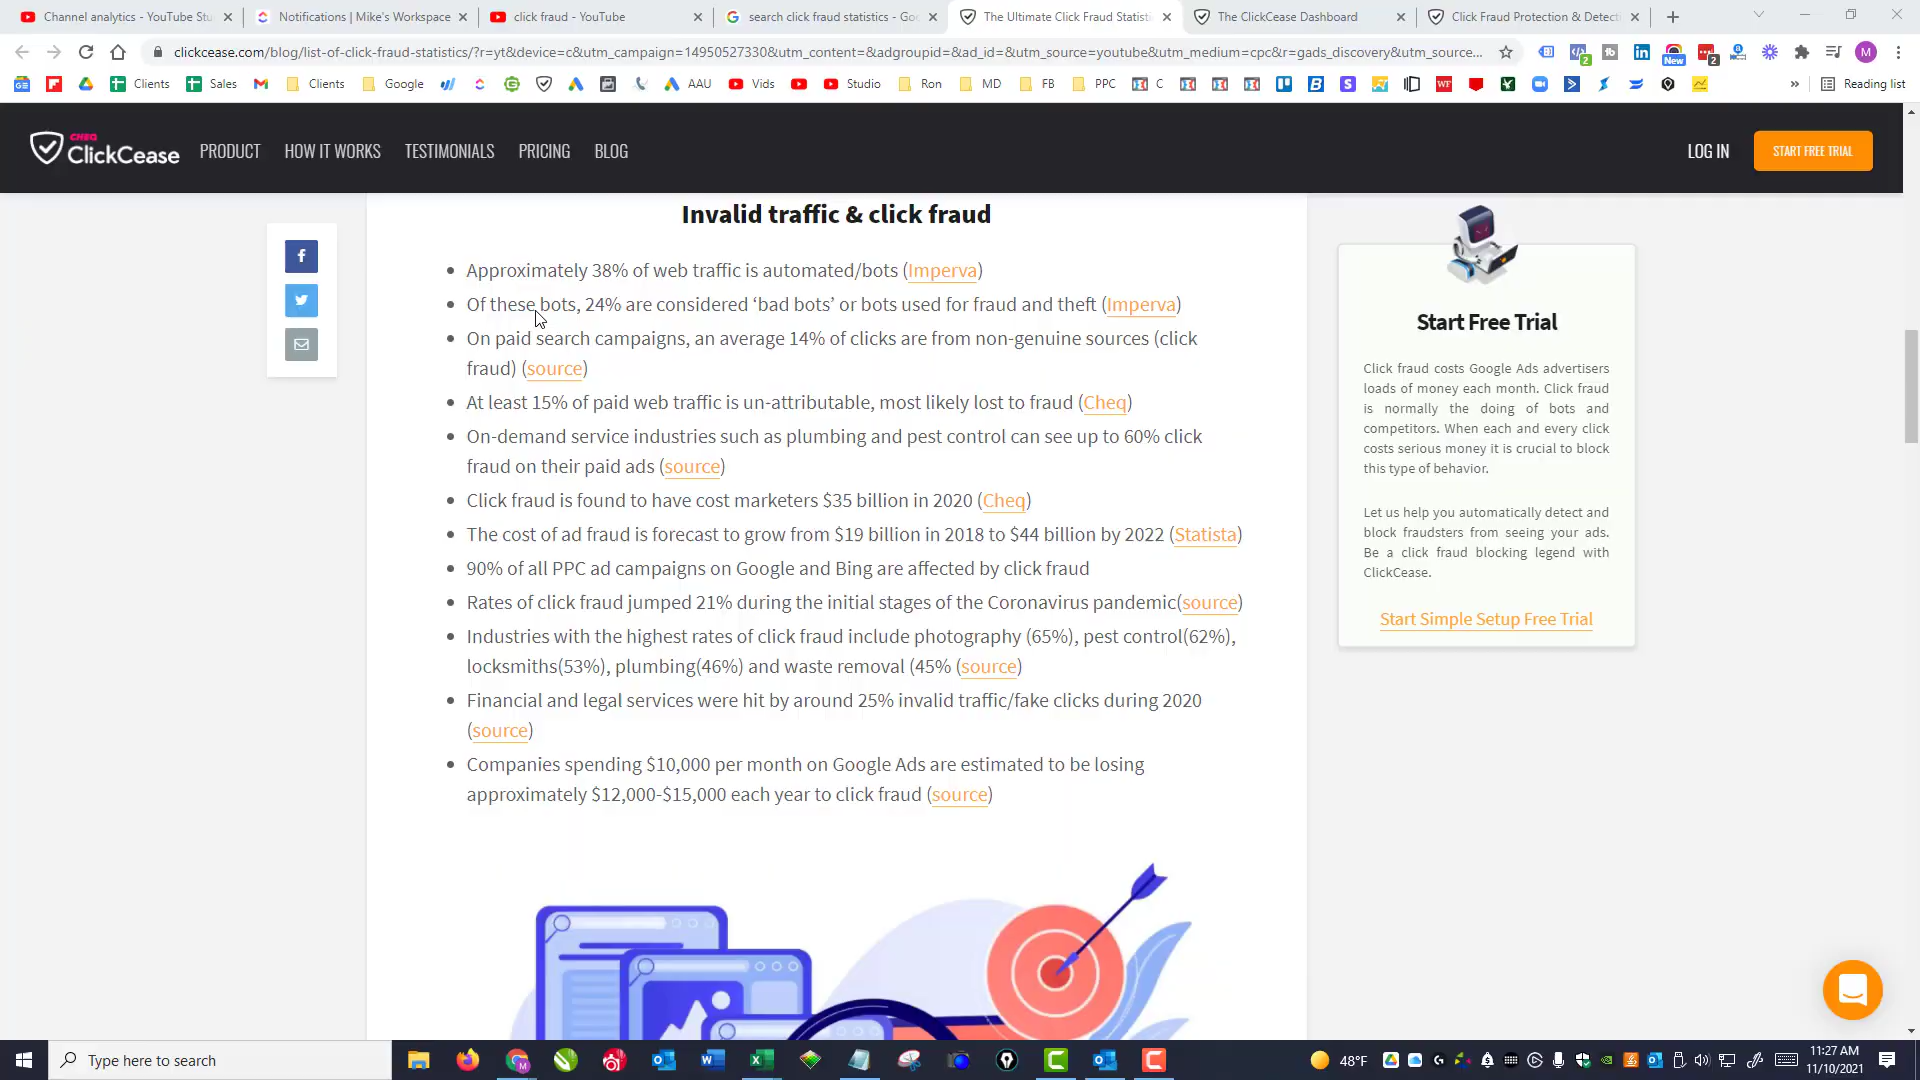 Channel analytics - YouTube Stu
Notifications | Mike's Workspace
click fraud - YouTube
search click fraud statistics - Goo
The Ultimate Click Fraud Statisti
The ClickCease Dashboard
Click Fraud Protection & Detecti
clickcease.com/blog/list-of-click-fraud-statistics/?r=yt&device=c&utm_campaign=14950527330&utm_content=&adgroupid=&ad_id=&utm_source=youtube&utm_medium=cpc&r=gads_discovery&utm_source...
New
2
2
M
Clients
Sales
Clients
Google
AAU
Vids
Studio
Ron
MD
FB
PPC
C
WF
»
Reading list
CHEQ
ClickCease
PRODUCT
HOW IT WORKS
TESTIMONIALS
PRICING
BLOG
LOG IN
START FREE TRIAL
Invalid traffic & click fraud
Approximately 38% of web traffic is automated/bots (Imperva)
Of these bots, 24% are considered ‘bad bots’ or bots used for fraud and theft (Imperva)
On paid search campaigns, an average 14% of clicks are from non-genuine sources (click
fraud) (source)
At least 15% of paid web traffic is un-attributable, most likely lost to fraud (Cheq)
On-demand service industries such as plumbing and pest control can see up to 60% click
fraud on their paid ads (source)
Click fraud is found to have cost marketers $35 billion in 2020 (Cheq)
The cost of ad fraud is forecast to grow from $19 billion in 2018 to $44 billion by 2022 (Statista)
90% of all PPC ad campaigns on Google and Bing are affected by click fraud
Rates of click fraud jumped 21% during the initial stages of the Coronavirus pandemic(source)
Industries with the highest rates of click fraud include photography (65%), pest control(62%),
locksmiths(53%), plumbing(46%) and waste removal (45% (source)
Financial and legal services were hit by around 25% invalid traffic/fake clicks during 2020
(source)
Companies spending $10,000 per month on Google Ads are estimated to be losing
approximately $12,000-$15,000 each year to click fraud (source)
Start Free Trial
Click fraud costs Google Ads advertisers
loads of money each month. Click fraud
is normally the doing of bots and
competitors. When each and every click
costs serious money it is crucial to block
this type of behavior.
Let us help you automatically detect and
block fraudsters from seeing your ads.
Be a click fraud blocking legend with
ClickCease.
Start Simple Setup Free Trial
Type here to search
48°F
11:27 AM
11/10/2021